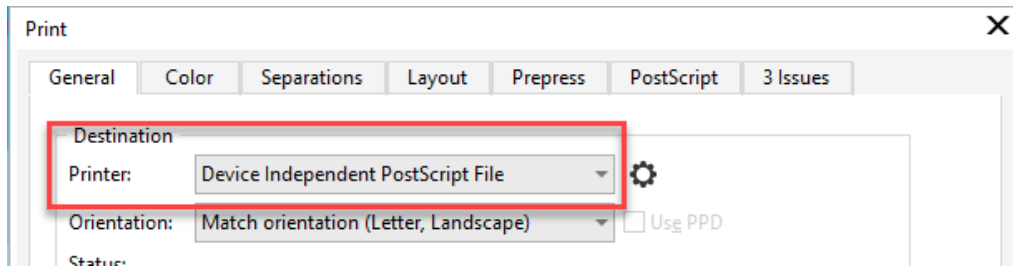 Print
General Color Separations Layout Prepress PostScript 3 Issues
Destination
Printer: Device Independent PostScript File
Orientation: Match orientation (Letter, Landscape) Use PPD
Status: